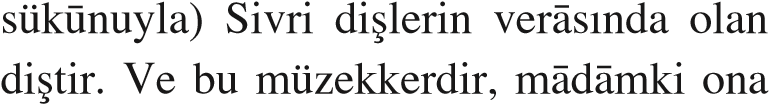 sükūnuyla) Sivri dişlerin verāsında olan
diştir. Ve bu müzekkerdir, mādāmki ona